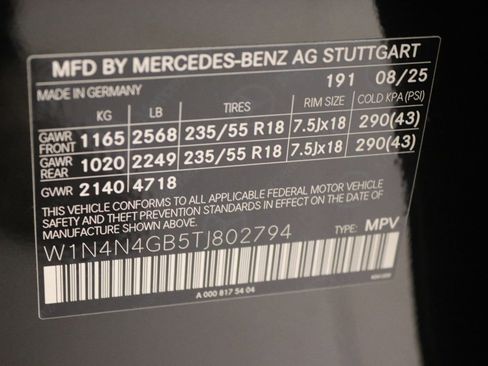 MFD BY MERCEDES-BENZ AG STUTTGART
MADE IN GERMANY 191 08/25
KG LB TIRES RIM SIZE COLD KPA(PSI)
GAWR FRONT 1165 2568 235/55 R18 7.5Jx18 290(43)
GAWR REAR 1020 2249 235/55 R18 7.5Jx18 290(43)
GVWR 2140 4718
THIS VEHICLE CONFORMS TO ALL APPLICABLE FEDERAL MOTOR VEHICLE
SAFETY AND THEFT PREVENTION STANDARDS IN EFFECT ON THE DATE OF
MANUFACTURE SHOWN ABOVE.
W1N4N4GB5TJ802794 TYPE: MPV
A 000 817 54 04